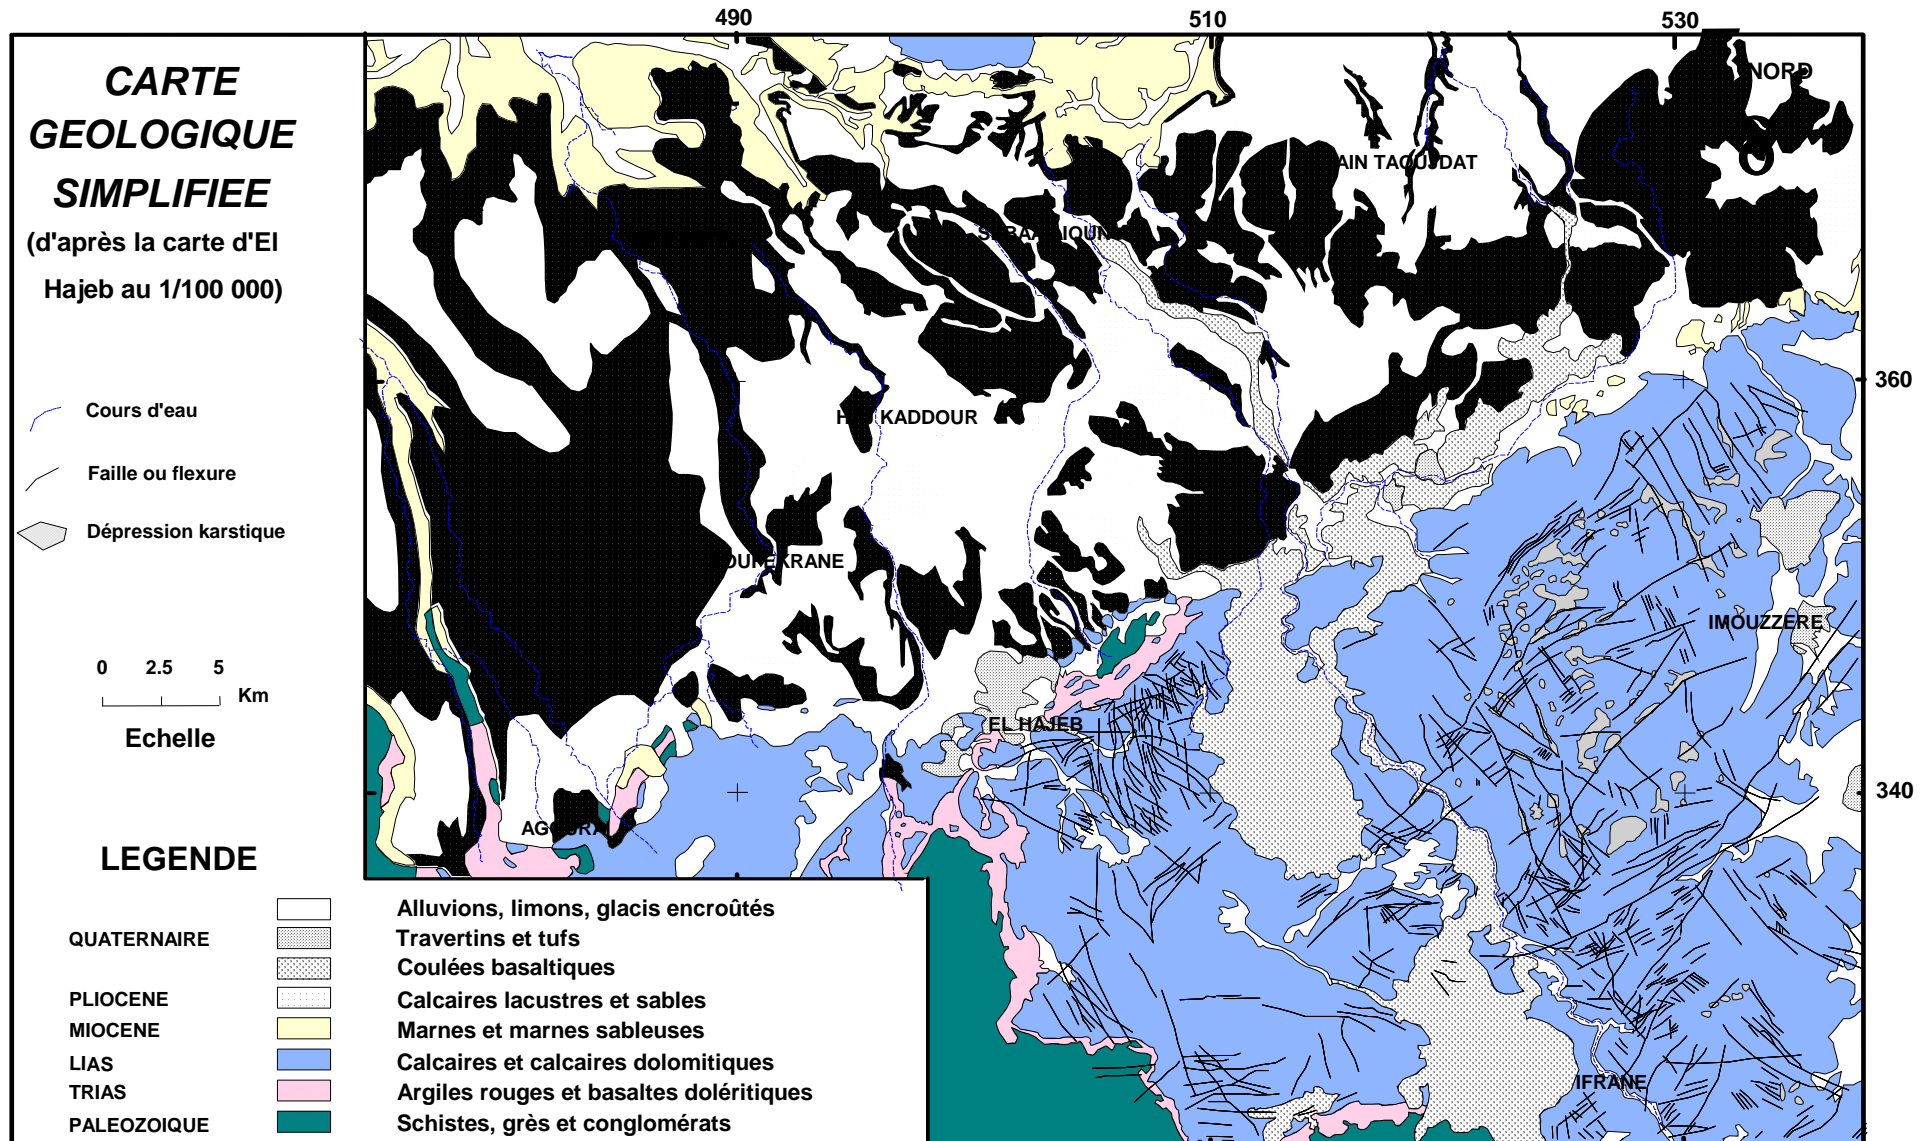 490
510
530
CARTE
GEOLOGIQUE
SIMPLIFIEE
(d'après la carte d'El
Hajeb au 1/100 000)
NORD
AIN TAOUJDAT
360
Cours d'eau
KADDOUR
Faille ou flexure
Dépression karstique
IMOUZZERE
0 2.5 5
Km
Echelle
EL HAJEB
340
LEGENDE
Alluvions, limons, glacis encroûtés
QUATERNAIRE
Travertins et tufs
Coulées basaltiques
PLIOCENE
Calcaires lacustres et sables
MIOCENE
Marnes et marnes sableuses
LIAS
Calcaires et calcaires dolomitiques
TRIAS
Argiles rouges et basaltes doléritiques
PALEOZOIQUE
Schistes, grès et conglomérats
IFRANE